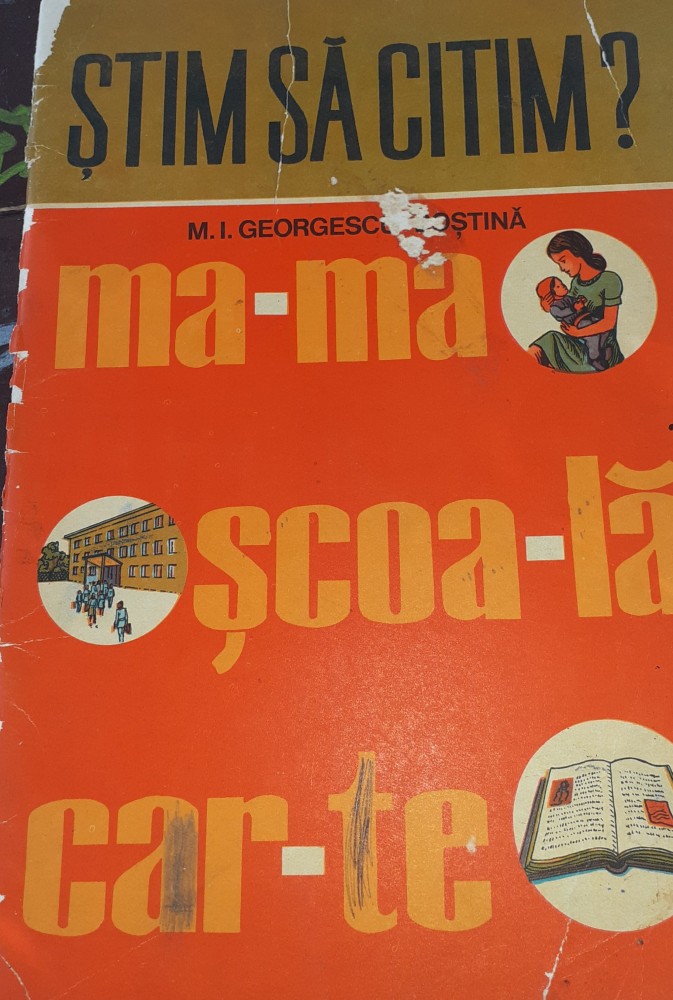 ȘTIM SĂ CITIM?
M. I. GEORGESCU
ma-ma
școa-lă
car-te